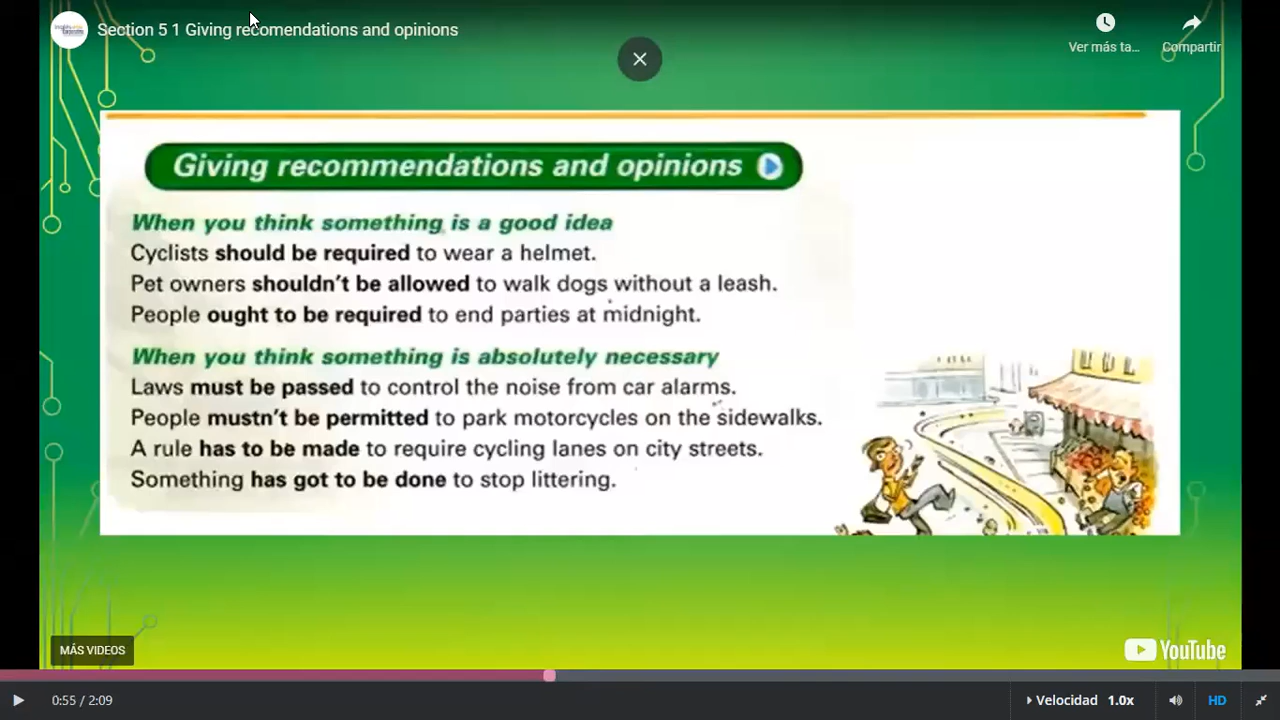 Section 5 1 Giving recomendations and opinions
Ver más ta...
Compartir
Giving recommendations and opinions
When you think something is a good idea
Cyclists should be required to wear a helmet.
Pet owners shouldn't be allowed to walk dogs without a leash.
People ought to be required to end parties at midnight.
When you think something is absolutely necessary
Laws must be passed to control the noise from car alarms.
People mustn't be permitted to park motorcycles on the sidewalks.
A rule has to be made to require cycling lanes on city streets.
Something has got to be done to stop littering.
MÁS VIDEOS
YouTube
0:55 / 2:09
Velocidad 1.0x
HD